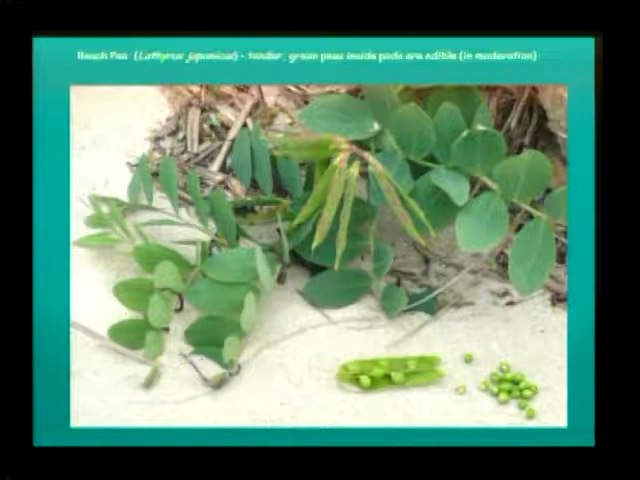 Beach Pea (Lathyrus japonicus) - tender, green peas inside pods are edible (in moderation)